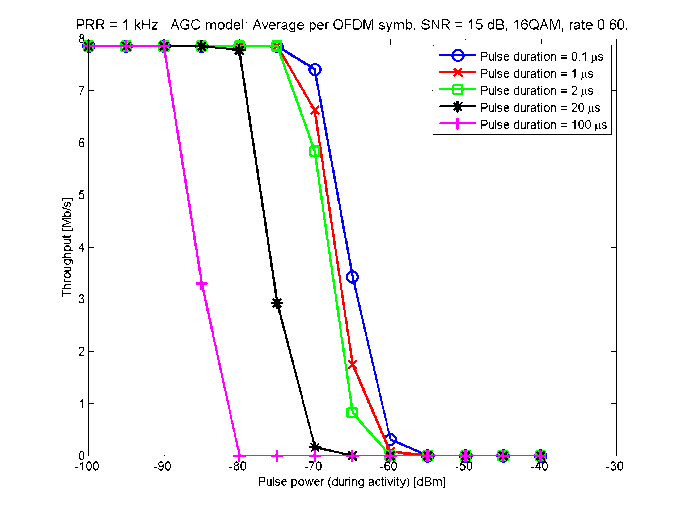 PRR = 1 kHz AGC model: Average per OFDM symb. SNR = 15 dB, 16QAM, rate 0.60.
Pulse duration = 0.1 μs
Pulse duration = 1 μs
Pulse duration = 2 μs
Pulse duration = 20 μs
Pulse duration = 100 μs
8
7
6
5
4
3
2
1
0
Throughput [Mb/s]
-100 -90 -80 -70 -60 -50 -40 -30
Pulse power (during activity) [dBm]